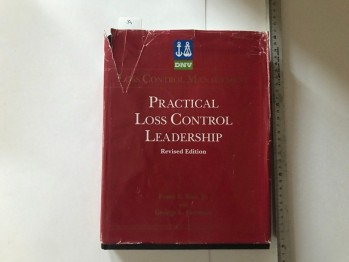 DNV
LOSS CONTROL MANAGEMENT
PRACTICAL
LOSS CONTROL
LEADERSHIP
Revised Edition